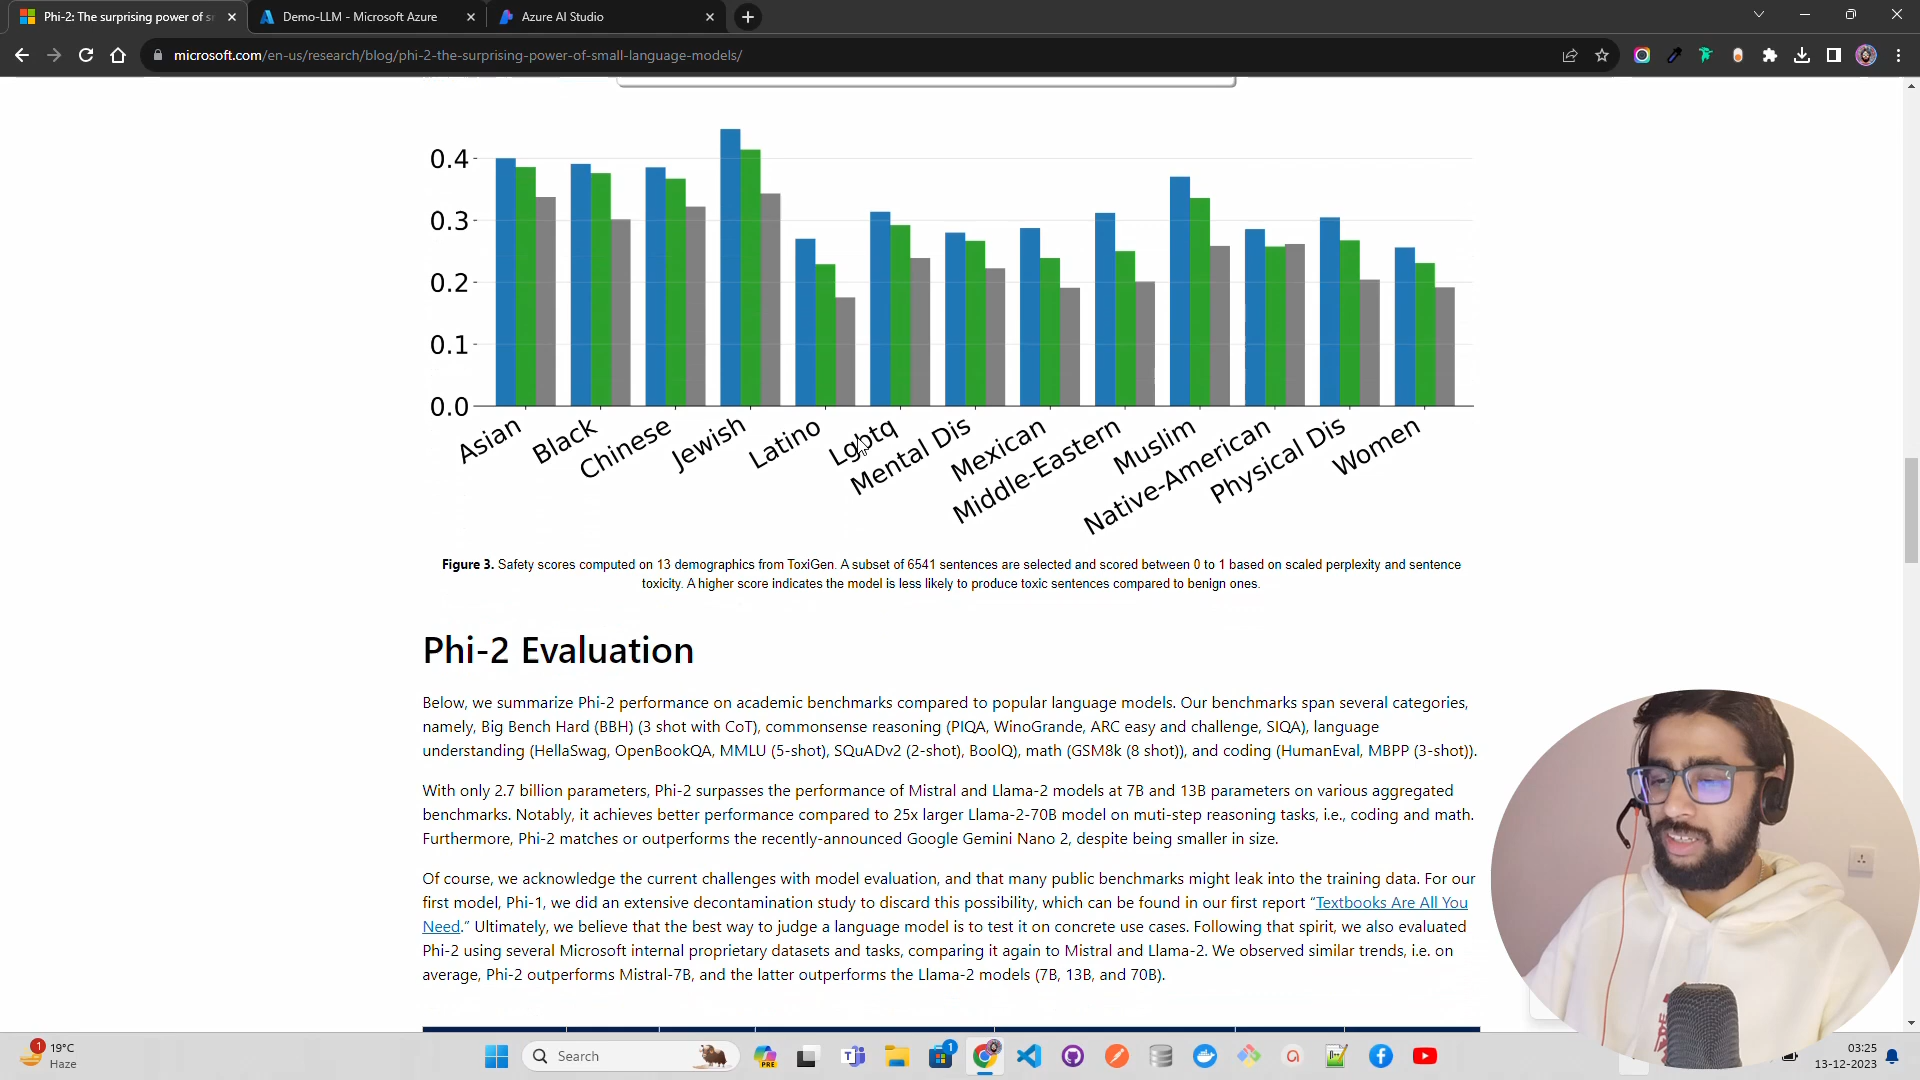 Phi-2: The surprising power of s
Demo-LLM - Microsoft Azure
Azure AI Studio
microsoft.com/en-us/research/blog/phi-2-the-surprising-power-of-small-language-models/
0.4
0.3
0.2
0.1
0.0
Asian
Black
Chinese
Jewish
Latino
Lgbtq
Mental Dis
Mexican
Middle-Eastern
Muslim
Native-American
Physical Dis
Women
Figure 3. Safety scores computed on 13 demographics from ToxiGen. A subset of 6541 sentences are selected and scored between 0 to 1 based on scaled perplexity and sentence
toxicity. A higher score indicates the model is less likely to produce toxic sentences compared to benign ones.
Phi-2 Evaluation
Below, we summarize Phi-2 performance on academic benchmarks compared to popular language models. Our benchmarks span several categories,
namely, Big Bench Hard (BBH) (3 shot with CoT), commonsense reasoning (PIQA, WinoGrande, ARC easy and challenge, SIQA), language
understanding (HellaSwag, OpenBookQA, MMLU (5-shot), SQuADv2 (2-shot), BoolQ), math (GSM8k (8 shot)), and coding (HumanEval, MBPP (3-shot)).
With only 2.7 billion parameters, Phi-2 surpasses the performance of Mistral and Llama-2 models at 7B and 13B parameters on various aggregated
benchmarks. Notably, it achieves better performance compared to 25x larger Llama-2-70B model on muti-step reasoning tasks, i.e., coding and math.
Furthermore, Phi-2 matches or outperforms the recently-announced Google Gemini Nano 2, despite being smaller in size.
Of course, we acknowledge the current challenges with model evaluation, and that many public benchmarks might leak into the training data. For our
first model, Phi-1, we did an extensive decontamination study to discard this possibility, which can be found in our first report “Textbooks Are All You
Need.” Ultimately, we believe that the best way to judge a language model is to test it on concrete use cases. Following that spirit, we also evaluated
Phi-2 using several Microsoft internal proprietary datasets and tasks, comparing it again to Mistral and Llama-2. We observed similar trends, i.e. on
average, Phi-2 outperforms Mistral-7B, and the latter outperforms the Llama-2 models (7B, 13B, and 70B).
1
19°C
Haze
Search
PRE
1
03:25
13-12-2023